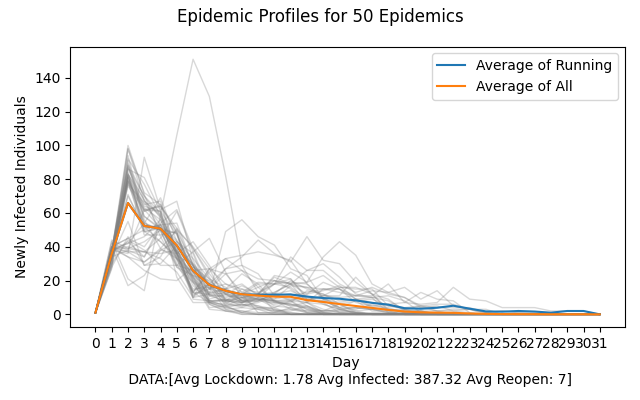 Epidemic Profiles for 50 Epidemics
Average of Running
Average of All
Newly Infected Individuals
140
120
100
80
60
40
20
0
0 1 2 3 4 5 6 7 8 9 10 11 12 13 14 15 16 17 18 19 20 21 22 23 24 25 26 27 28 29 30 31
Day
DATA:[Avg Lockdown: 1.78 Avg Infected: 387.32 Avg Reopen: 7]